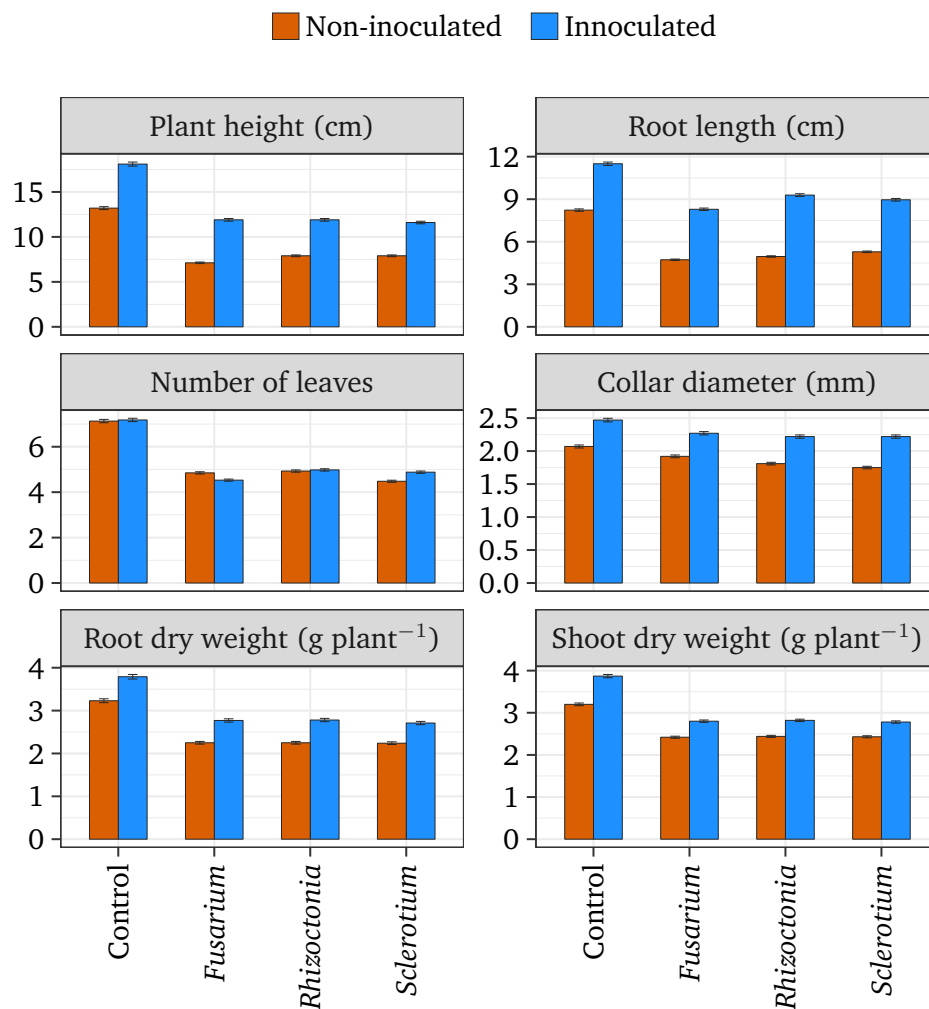 Non-inoculated Innoculated
Plant height (cm) Root length (cm)
15
10
5
0
12
9
6
3
0
Number of leaves Collar diameter (mm)
6
4
2
0
2.5
2.0
1.5
1.0
0.5
0.0
Root dry weight (g plant⁻¹) Shoot dry weight (g plant⁻¹)
4
3
2
1
0
4
3
2
1
0
Control
Fusarium
Rhizoctonia
Sclerotium
Control
Fusarium
Rhizoctonia
Sclerotium